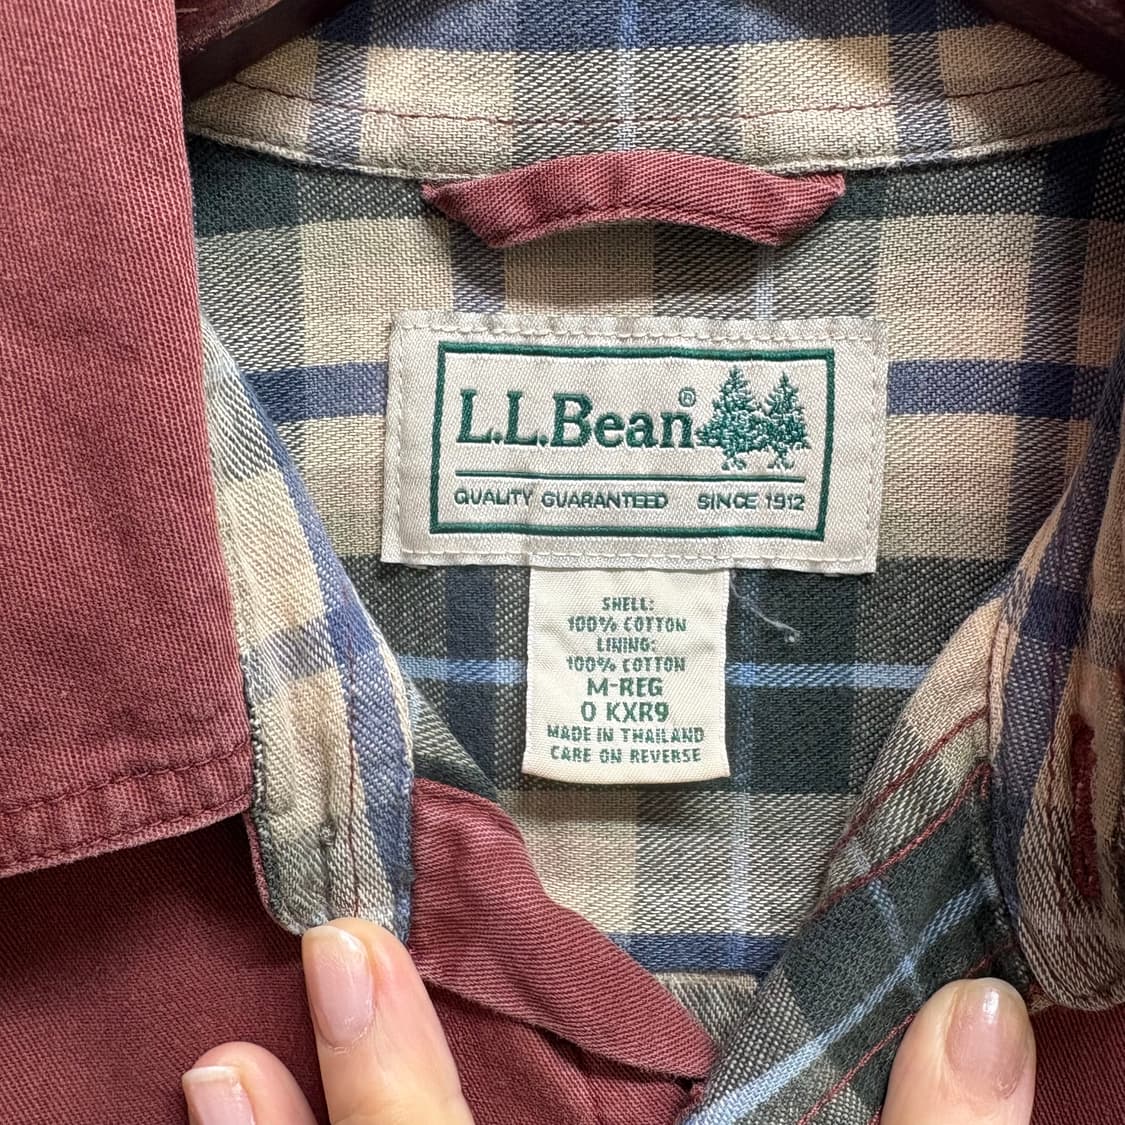 L.L.Bean®
QUALITY GUARANTEED SINCE 1912
SHELL:
100% COTTON
LINING:
100% COTTON
M-REG
0 KXR9
MADE IN THAILAND
CARE ON REVERSE